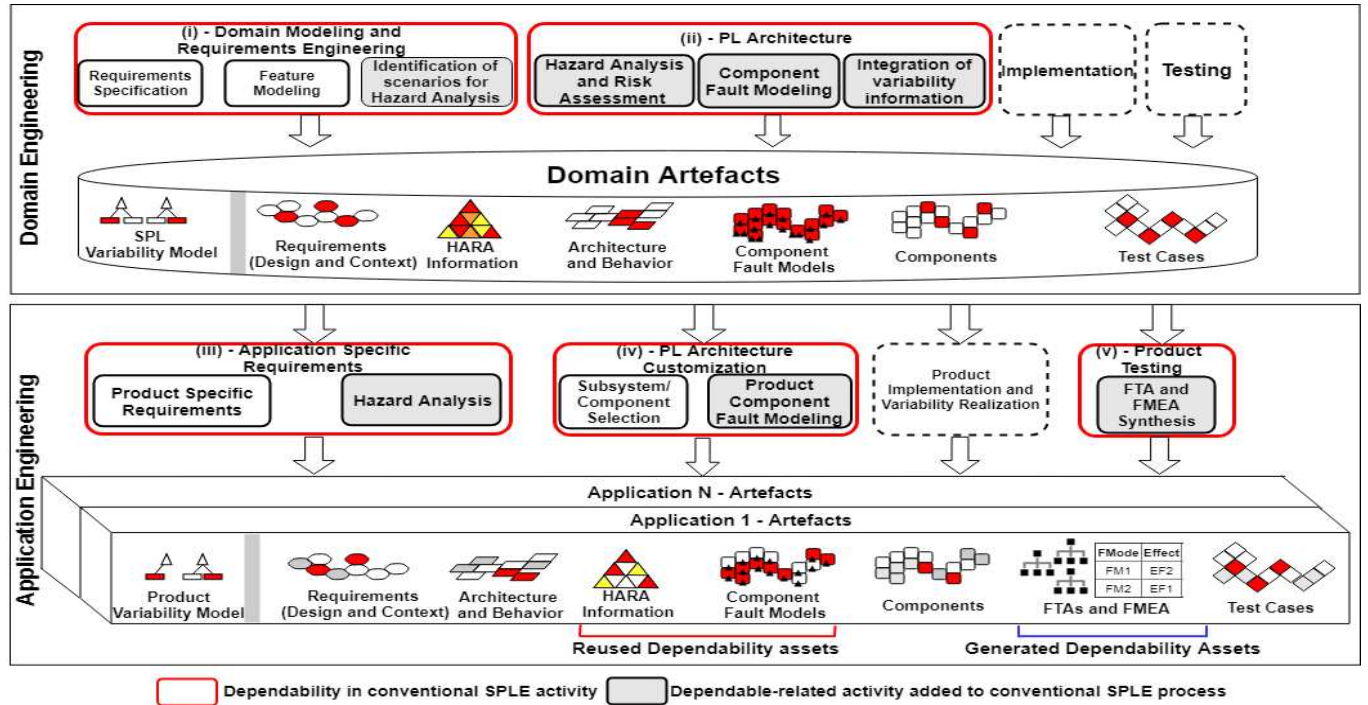 Domain Engineering
(i) - Domain Modeling and
Requirements Engineering
Requirements
Specification
Feature
Modeling
Identification of
scenarios for
Hazard Analysis
(ii) - PL Architecture
Hazard Analysis
and Risk
Assessment
Component
Fault Modeling
Integration of
variability
information
Implementation
Testing
Domain Artefacts
SPL
Variability Model
Requirements
(Design and Context)
HARA
Information
Architecture
and Behavior
Component
Fault Models
Components
Test Cases
Application Engineering
(iii) - Application Specific
Requirements
Product Specific
Requirements
Hazard Analysis
(iv) - PL Architecture
Customization
Subsystem/
Component
Selection
Product
Component
Fault Modeling
Product
Implementation and
Variability Realization
(v) - Product
Testing
FTA and
FMEA
Synthesis
Application N - Artefacts
Application 1 - Artefacts
Product
Variability Model
Requirements
(Design and Context)
Architecture
and Behavior
HARA
Information
Component
Fault Models
Components
FMode Effect
FM1 EF2
FM2 EF1
FTAs and FMEA
Test Cases
Reused Dependability assets
Generated Dependability Assets
Dependability in conventional SPLE activity
Dependable-related activity added to conventional SPLE process